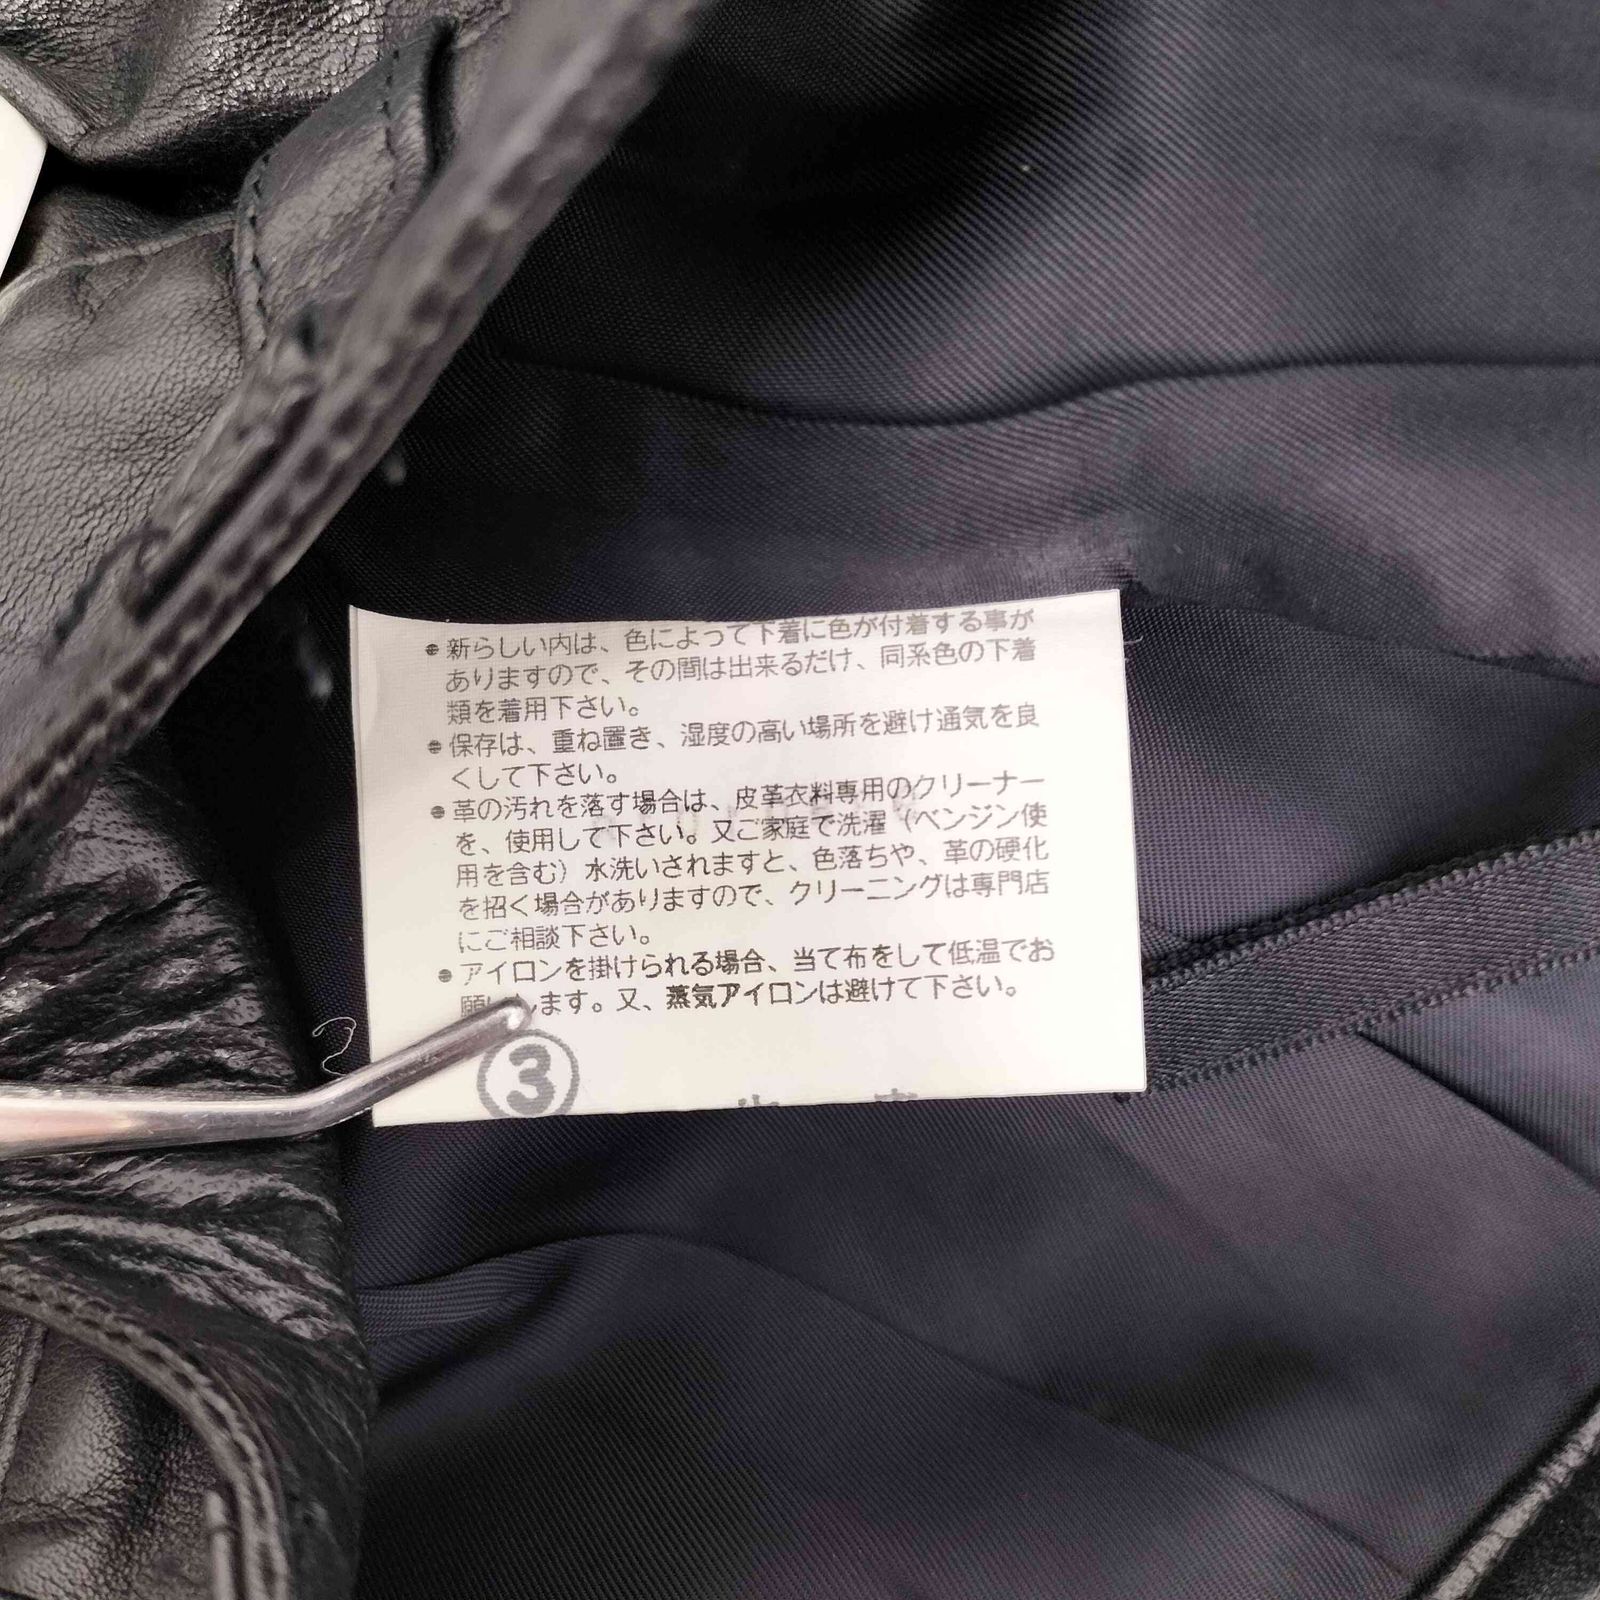 ● 新らしい内は、色によって下着に色が付着する事が
ありますので、その間は出来るだけ、同系色の下着
類を着用下さい。
● 保存は、重ね置き、湿度の高い場所を避け通気を良
くして下さい。
● 革の汚れを落す場合は、皮革衣料専用のクリーナー
を、使用して下さい。又ご家庭で洗濯（ベンジン使
用を含む）水洗いされますと、色落ちや、革の硬化
を招く場合がありますので、クリーニングは専門店
にご相談下さい。
● アイロンを掛けられる場合、当て布をして低温でお
願いします。又、蒸気アイロンは避けて下さい。
③